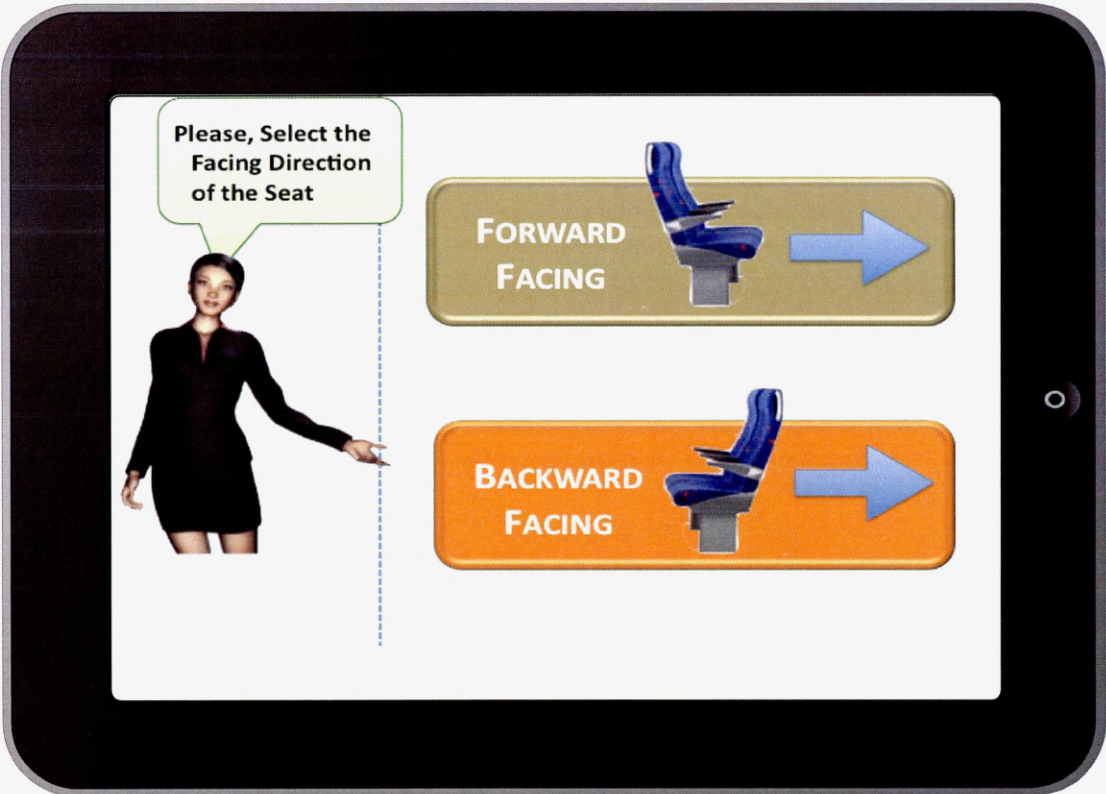 Please, Select the
Facing Direction
of the Seat
FORWARD
FACING
BACKWARD
FACING